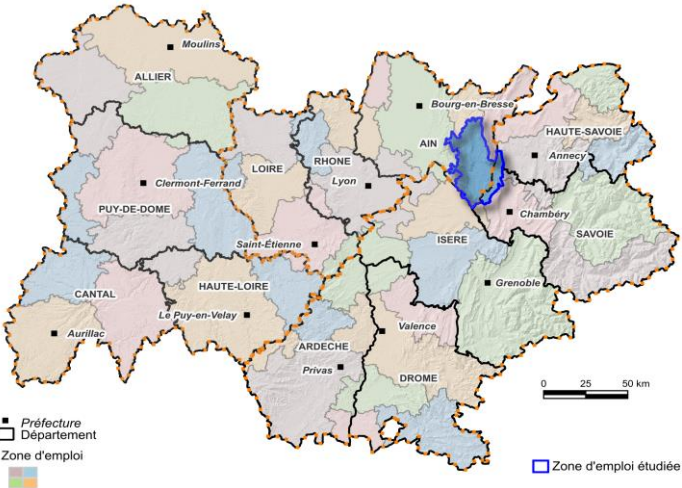 Moulins
ALLIER
Bourg-en-Bresse
HAUTE-SAVOIE
AIN
Annecy
LOIRE
RHONE
Lyon
Clermont-Ferrand
PUY-DE-DOME
Chambéry
SAVOIE
Saint-Étienne
ISERE
Grenoble
CANTAL
HAUTE-LOIRE
Le Puy-en-Velay
Aurillac
Valence
ARDECHE
Privas
DROME
0 25 50 km
Préfecture
Département
Zone d'emploi
Zone d'emploi étudiée